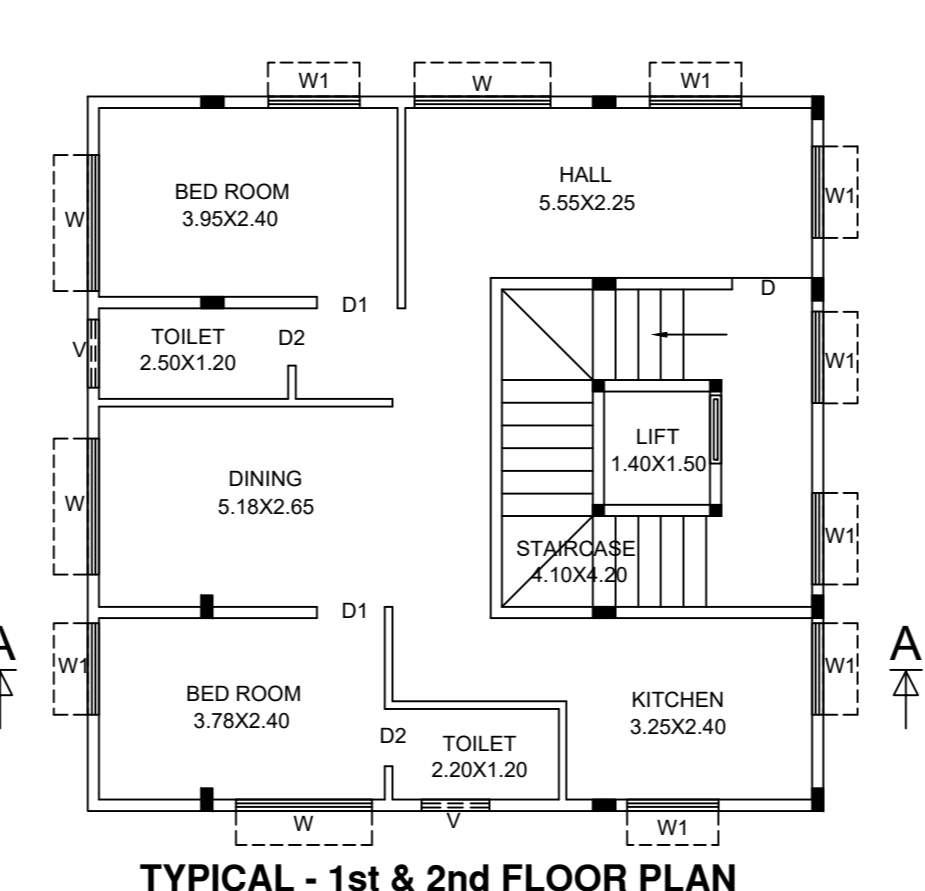 W1
W
W1
BED ROOM
3.95X2.40
HALL
5.55X2.25
W
W1
D1
D
TOILET
2.50X1.20
D2
V
W1
LIFT
1.40X1.50
DINING
5.18X2.65
W
W1
STAIRCASE
4.10X4.20
D1
A
W1
W1
A
BED ROOM
3.78X2.40
KITCHEN
3.25X2.40
D2
TOILET
2.20X1.20
W
V
W1
TYPICAL - 1st & 2nd FLOOR PLAN